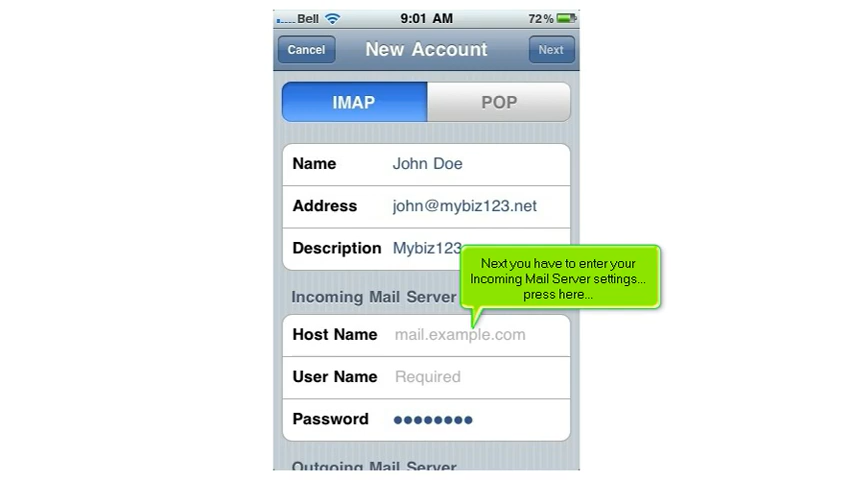 Bell 9:01 AM 72%
Cancel New Account Next
IMAP POP
Name John Doe
Address john@mybiz123.net
Description Mybiz123
Next you have to enter your
Incoming Mail Server settings...
press here...
Incoming Mail Server
Host Name mail.example.com
User Name Required
Password ●●●●●●●●
Outgoing Mail Server